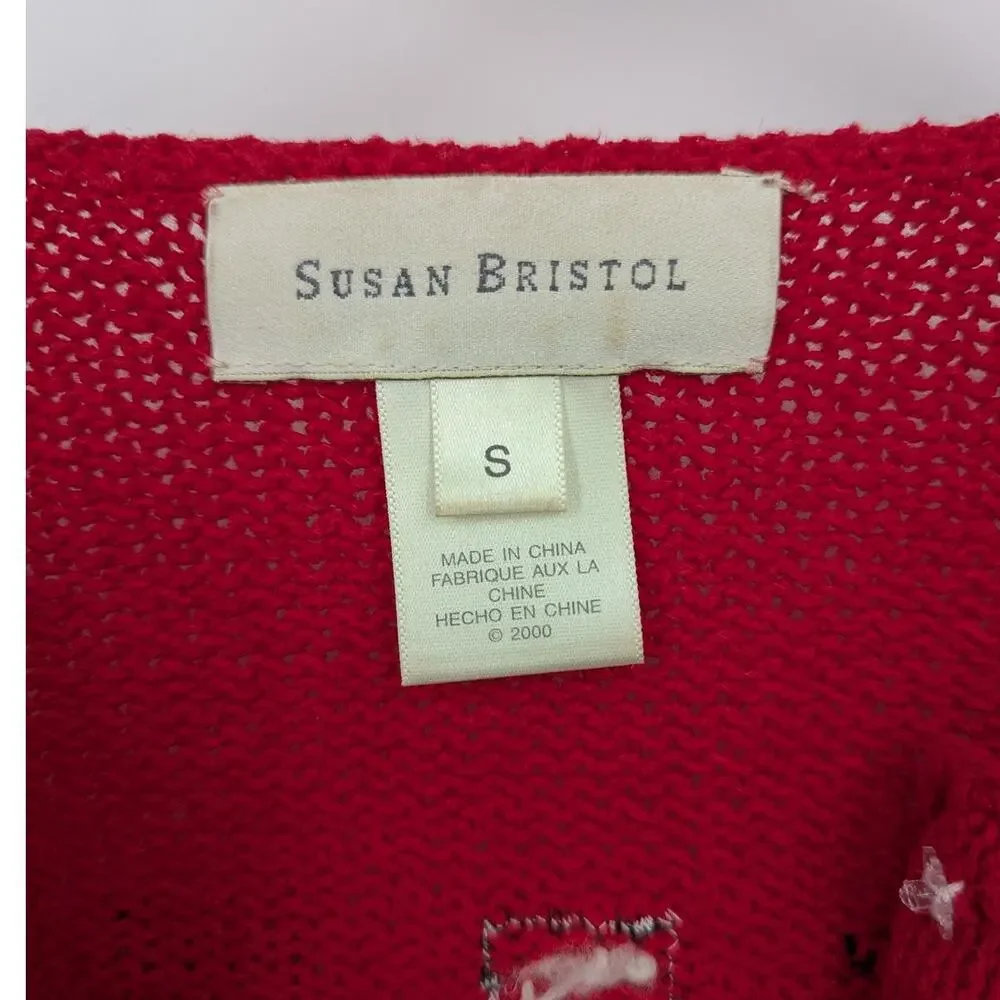 SUSAN BRISTOL
S
MADE IN CHINA
FABRIQUE AUX LA
CHINE
HECHO EN CHINE
© 2000